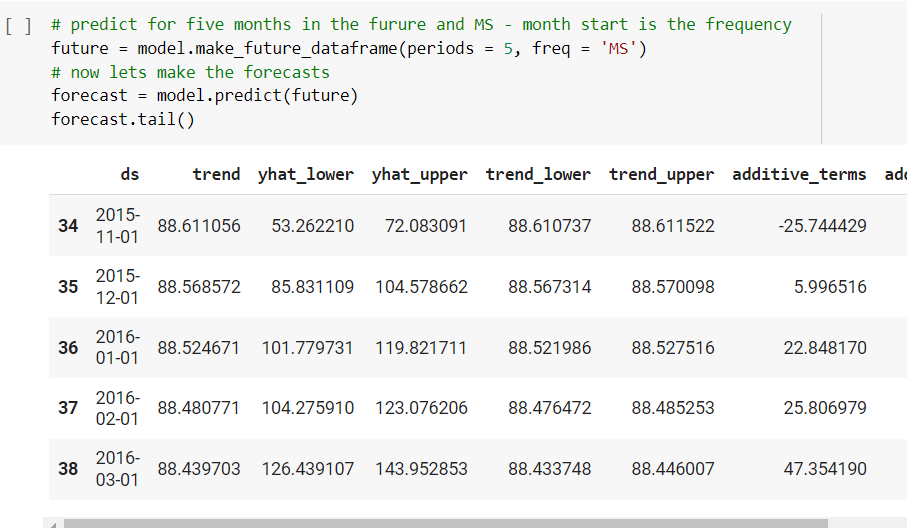 [ ] # predict for five months in the furure and MS - month start is the frequency
future = model.make_future_dataframe(periods = 5, freq = 'MS')
# now lets make the forecasts
forecast = model.predict(future)
forecast.tail()
ds trend yhat_lower yhat_upper trend_lower trend_upper additive_terms add
34 2015-11-01 88.611056 53.262210 72.083091 88.610737 88.611522 -25.744429
35 2015-12-01 88.568572 85.831109 104.578662 88.567314 88.570098 5.996516
36 2016-01-01 88.524671 101.779731 119.821711 88.521986 88.527516 22.848170
37 2016-02-01 88.480771 104.275910 123.076206 88.476472 88.485253 25.806979
38 2016-03-01 88.439703 126.439107 143.952853 88.433748 88.446007 47.354190